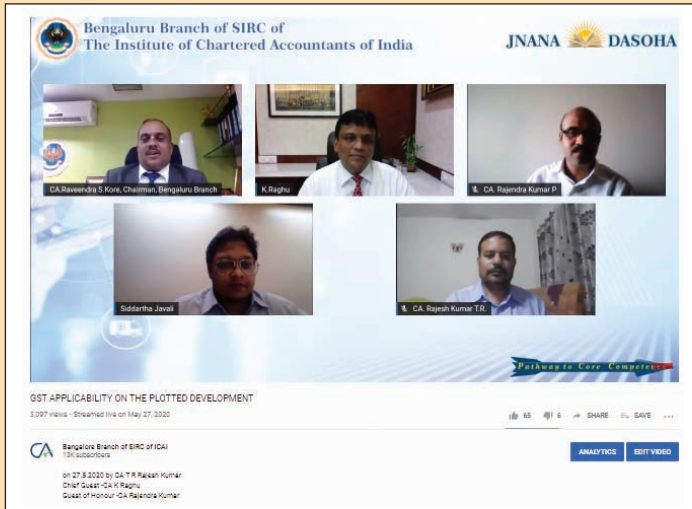 Bengaluru Branch of SIRC of
The Institute of Chartered Accountants of India
JNANA DASOHA
CA.Raveendra S.Kore, Chairman, Bengaluru Branch
K.Raghu
CA. Rajendra Kumar P
Siddartha Javali
CA. Rajesh Kumar T.R.
Pathway to Core Competence
GST APPLICABILITY ON THE PLOTTED DEVELOPMENT
5,097 views - Streamed live on May 27, 2020
65 6 SHARE SAVE ...
CA
Bangalore Branch of SIRC of ICAI
13K subscribers
ANALYTICS EDIT VIDEO
on 27.5.2020 by CA T R Rajesh Kumar
Chief Guest -CA K Raghu
Guest of Honour -CA Rajendra Kumar